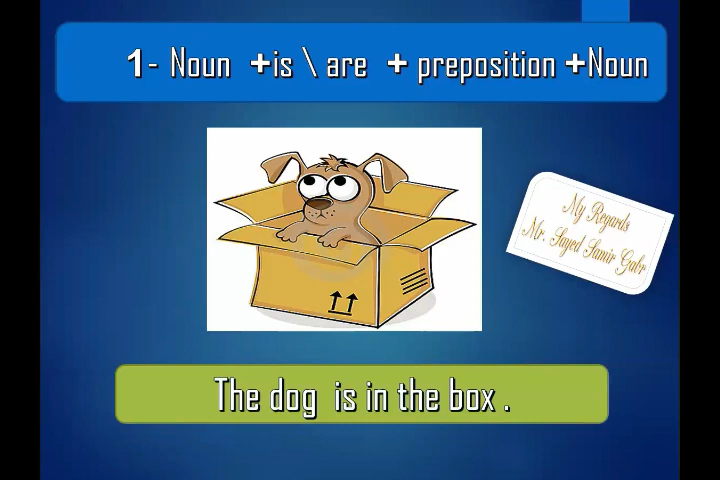 1- Noun +is \ are + preposition +Noun
My Regards
Mr. Sayed Samir Gabr
The dog is in the box .